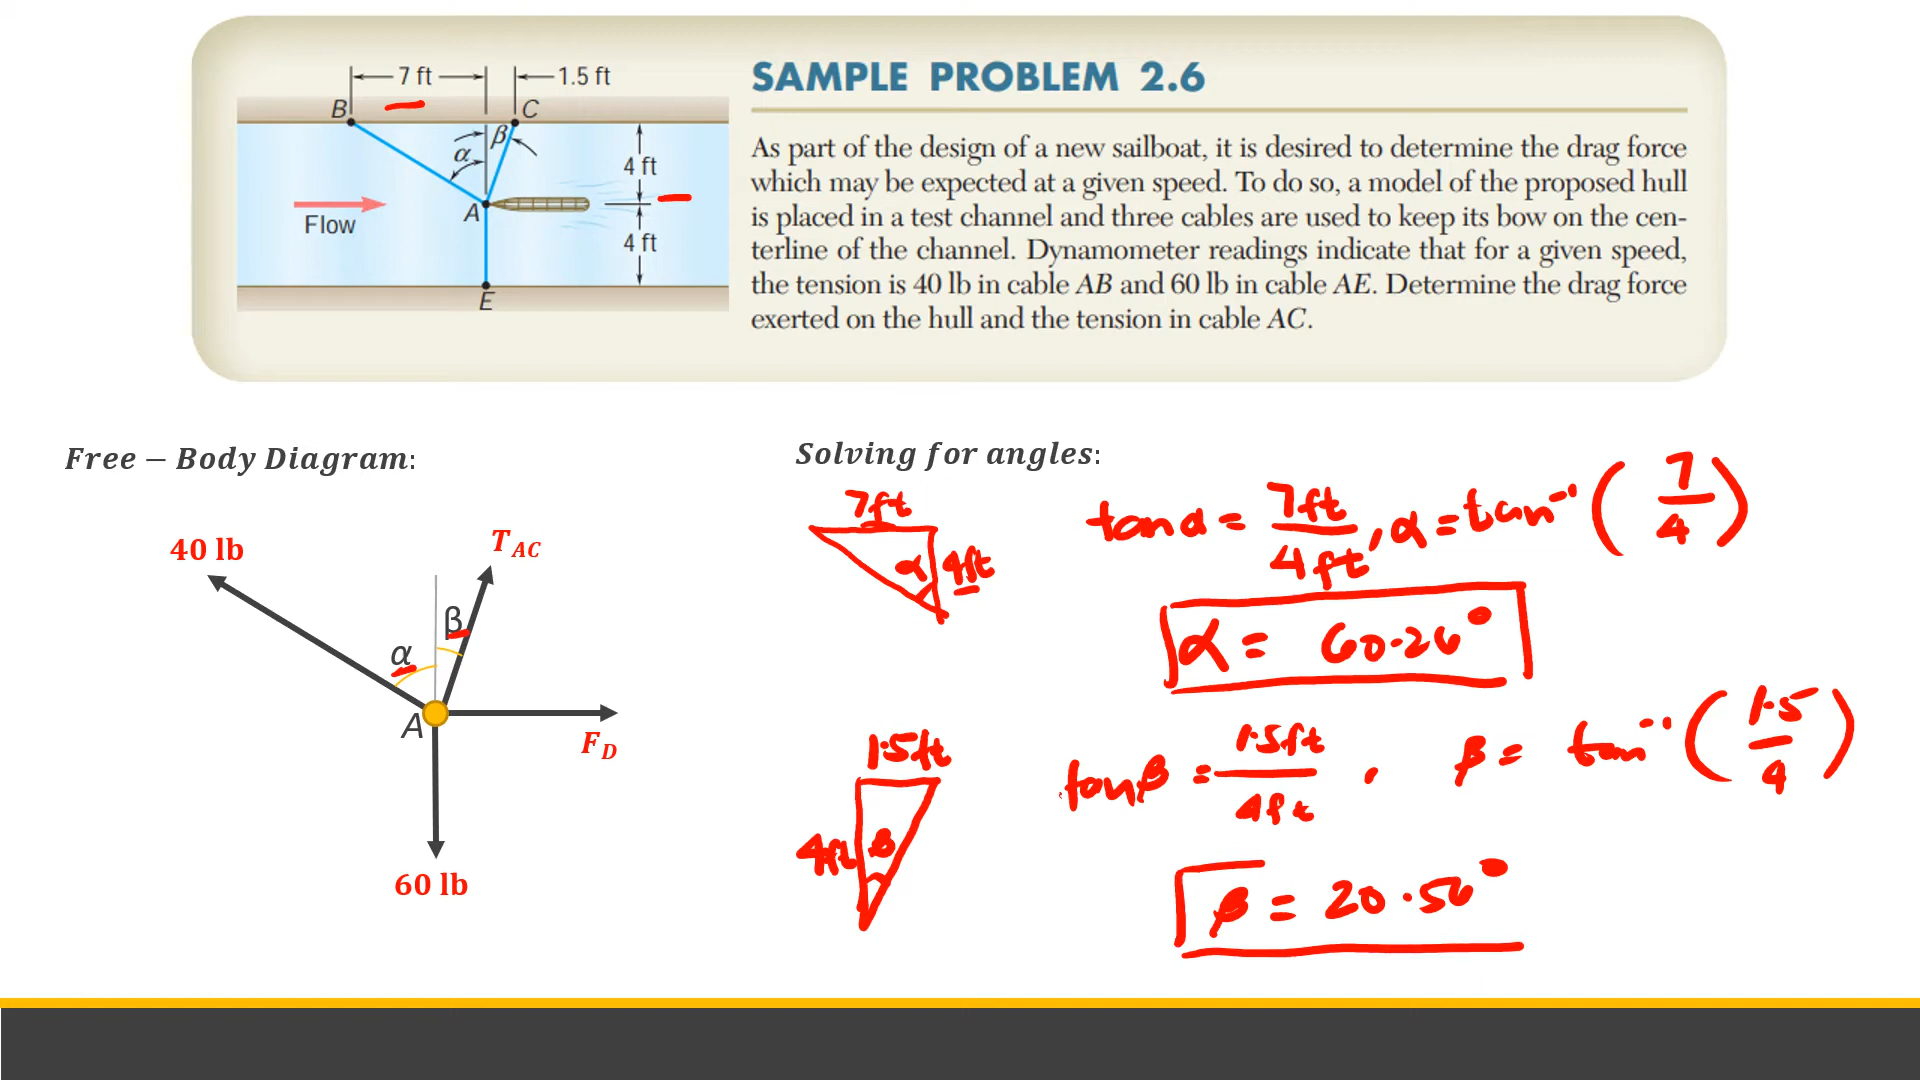 7 ft
1.5 ft
B
C
α
β
4 ft
A
Flow
4 ft
E
SAMPLE PROBLEM 2.6
As part of the design of a new sailboat, it is desired to determine the drag force
which may be expected at a given speed. To do so, a model of the proposed hull
is placed in a test channel and three cables are used to keep its bow on the cen-
terline of the channel. Dynamometer readings indicate that for a given speed,
the tension is 40 lb in cable AB and 60 lb in cable AE. Determine the drag force
exerted on the hull and the tension in cable AC.
Free – Body Diagram:
40 lb
T_AC
β
α
A
F_D
60 lb
Solving for angles:
7ft
α 4ft
tan α = 7ft/4ft, α = tan⁻¹ (7/4)
α = 60.26°
1.5ft
4ft β
tan β = 1.5ft/4ft, β = tan⁻¹ (1.5/4)
β = 20.56°